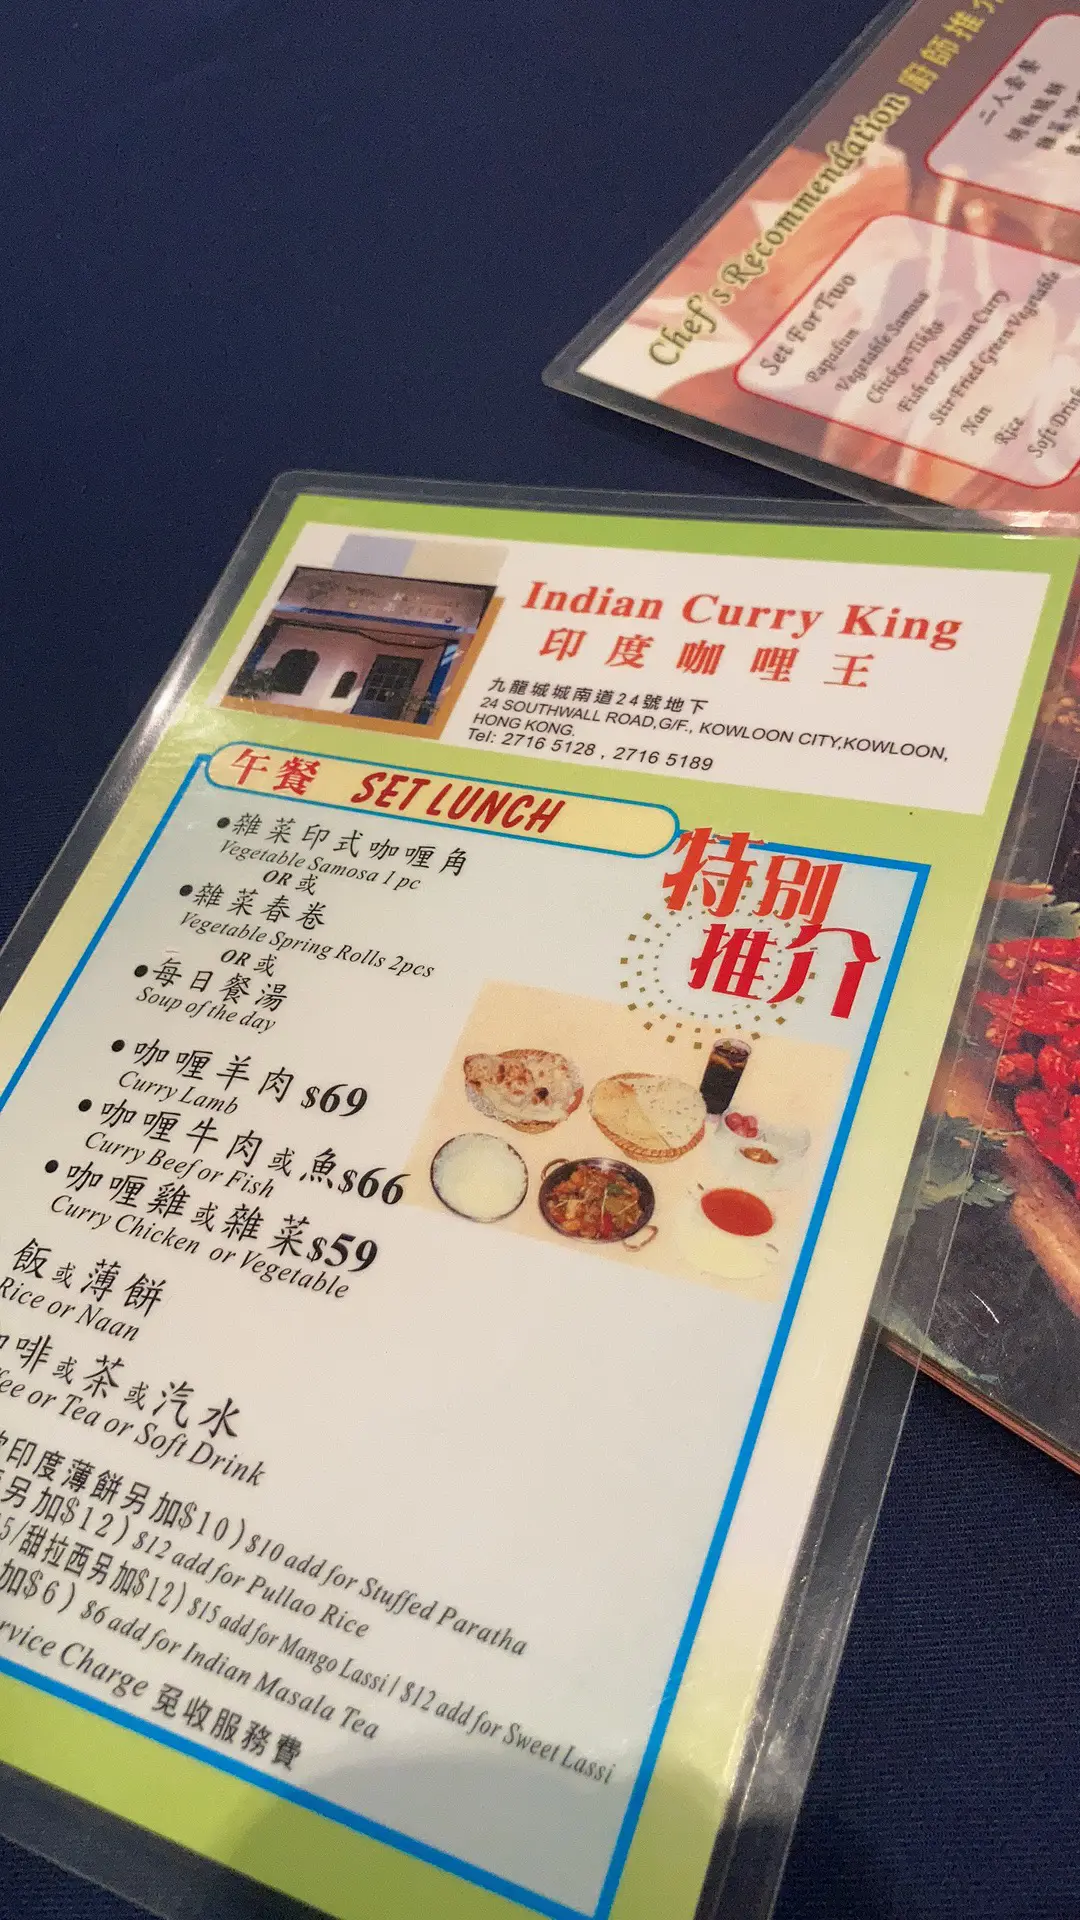 Chef's Recommendation 廚師推介
二人套餐
Set For Two
Papadum
Vegetable Samosa
Chicken Tikka
Fish or Mutton Curry
Stir Fried Green Vegetable
Nan
Rice
Soft Drink
Indian Curry King
印度咖喱王
九龍城城南道24號地下
24 SOUTHWALL ROAD,G/F., KOWLOON CITY,KOWLOON,
HONG KONG.
Tel: 2716 5128 , 2716 5189
午餐 SET LUNCH
特別
推介
•雜菜印式咖喱角
Vegetable Samosa 1 pc
OR 或
•雜菜春卷
Vegetable Spring Rolls 2pcs
OR 或
•每日餐湯
Soup of the day
•咖喱羊肉 $69
Curry Lamb
•咖喱牛肉或魚$66
Curry Beef or Fish
•咖喱雞或雜菜$59
Curry Chicken or Vegetable
飯或薄餅
Rice or Naan
啡或茶或汽水
ee or Tea or Soft Drink
印度薄餅另加$10) $10 add for Stuffed Paratha
另加$12) $12 add for Pullao Rice
5/甜拉西另加$12) $15 add for Mango Lassi / $12 add for Sweet Lassi
加$6) $6 add for Indian Masala Tea
rvice Charge 免收服務費